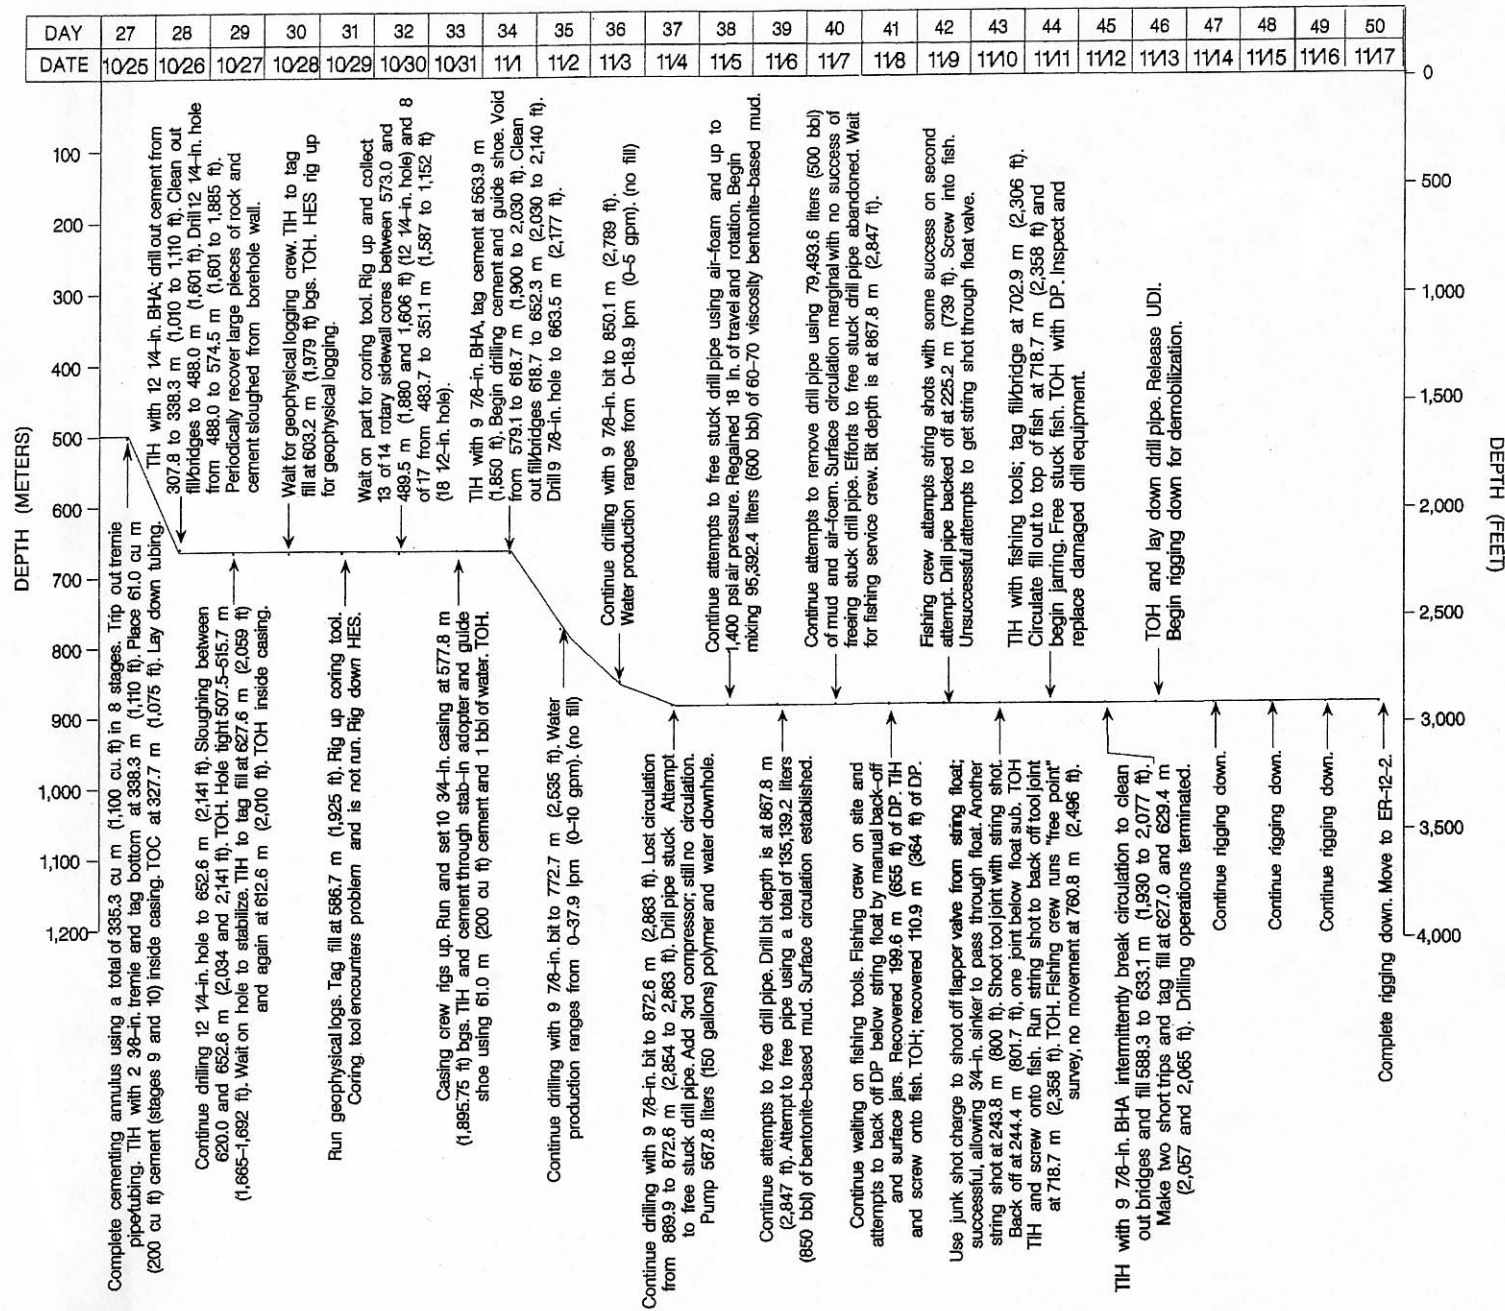 DAY 27 28 29 30 31 32 33 34 35 36 37 38 39 40 41 42 43 44 45 46 47 48 49 50
DATE 10/25 10/26 10/27 10/28 10/29 10/30 10/31 11/1 11/2 11/3 11/4 11/5 11/6 11/7 11/8 11/9 11/10 11/11 11/12 11/13 11/14 11/15 11/16 11/17
DEPTH (METERS)
100
200
300
400
500
600
700
800
900
1,000
1,100
1,200
Complete cementing annulus using a total of 335.3 cu m (1,100 cu. ft) in 8 stages. Trip out tremie
pipe/tubing. TIH with 2 3/8-in. tremie and tag bottom at 338.3 m (1,110 ft). Place 61.0 cu m
(200 cu ft) cement (stages 9 and 10) inside casing. TOC at 327.7 m (1,075 ft). Lay down tubing.
TIH with 12 1/4-in. BHA; drill out cement from
307.8 to 338.3 m (1,010 to 1,110 ft). Clean out
fill/bridges to 488.0 m (1,601 ft). Drill 12 1/4-in. hole
from 488.0 to 574.5 m (1,601 to 1,885 ft).
Periodically recover large pieces of rock and
cement sloughed from borehole wall.
Continue drilling 12 1/4-in. hole to 652.6 m (2,141 ft). Sloughing between
620.0 and 652.6 m (2,034 and 2,141 ft). TOH. Hole tight 507.5-515.7 m
(1,665-1,692 ft). Wait on hole to stabilize. TIH to tag fill at 627.6 m (2,059 ft)
and again at 612.6 m (2,010 ft). TOH inside casing.
Wait for geophysical logging crew. TIH to tag
fill at 603.2 m (1,979 ft) bgs. TOH. HES rig up
for geophysical logging.
Run geophysical logs. Tag fill at 586.7 m (1,925 ft). Rig up coring tool.
Coring. tool encounters problem and is not run. Rig down HES.
Wait on part for coring tool. Rig up and collect
13 of 14 rotary sidewall cores between 573.0 and
489.5 m (1,880 and 1,606 ft) (12 1/4-in. hole) and 8
of 17 from 483.7 to 351.1 m (1,587 to 1,152 ft)
(18 1/2-in. hole).
Casing crew rigs up. Run and set 10 3/4-in. casing at 577.8 m
(1,895.75 ft) bgs. TIH and cement through stab-in adopter and guide
shoe using 61.0 m (200 cu ft) cement and 1 bbl of water. TOH.
TIH with 9 7/8-in. BHA, tag cement at 563.9 m
(1,850 ft). Begin drilling cement and guide shoe. Void
from 579.1 to 618.7 m (1,900 to 2,030 ft). Clean
out fill/bridges 618.7 to 652.3 m (2,030 to 2,140 ft).
Drill 9 7/8-in. hole to 663.5 m (2,177 ft).
Continue drilling with 9 7/8-in. bit to 772.7 m (2,535 ft). Water
production ranges from 0-37.9 lpm (0-10 gpm). (no fill)
Continue drilling with 9 7/8-in. bit to 850.1 m (2,789 ft).
Water production ranges from 0-18.9 lpm (0-5 gpm). (no fill)
Continue drilling with 9 7/8-in. bit to 872.6 m (2,863 ft). Lost circulation
from 869.9 to 872.6 m (2,854 to 2,863 ft). Drill pipe stuck Attempt
to free stuck drill pipe. Add 3rd compressor; still no circulation.
Pump 567.8 liters (150 gallons) polymer and water downhole.
Continue attempts to free stuck drill pipe using air-foam and up to
1,400 psi air pressure. Regained 18 in. of travel and rotation. Begin
mixing 95,392.4 liters (600 bbl) of 60-70 viscosity bentonite-based mud.
Continue attempts to free drill pipe. Drill bit depth is at 867.8 m
(2,847 ft). Attempt to free pipe using a total of 135,139.2 liters
(850 bbl) of bentonite-based mud. Surface circulation established.
Continue attempts to remove drill pipe using 79,493.6 liters (500 bbl)
of mud and air-foam. Surface circulation marginal with no success of
freeing stuck drill pipe. Efforts to free stuck drill pipe abandoned. Wait
for fishing service crew. Bit depth is at 867.8 m (2,847 ft).
Continue waiting on fishing tools. Fishing crew on site and
attempts to back off DP below string float by manual back-off
and surface jars. Recovered 199.6 m (655 ft) of DP. TIH
and screw onto fish. TOH; recovered 110.9 m (364 ft) of DP.
Fishing crew attempts string shots with some success on second
attempt. Drill pipe backed off at 225.2 m (739 ft). Screw into fish.
Unsuccessful attempts to get string shot through float valve.
Use junk shot charge to shoot off flapper valve from string float;
successful, allowing 3/4-in. sinker to pass through float. Another
string shot at 243.8 m (800 ft). Shoot tool joint with string shot.
Back off at 244.4 m (801.7 ft), one joint below float sub. TOH
TIH and screw onto fish. Run string shot to back off tool joint
at 718.7 m (2,358 ft). TOH. Fishing crew runs "free point"
survey, no movement at 760.8 m (2,496 ft).
TIH with fishing tools; tag fill/bridge at 702.9 m (2,306 ft).
Circulate fill out to top of fish at 718.7 m (2,358 ft) and
begin jarring. Free stuck fish. TOH with DP. Inspect and
replace damaged drill equipment.
TIH with 9 7/8-in. BHA intermittently break circulation to clean
out bridges and fill 588.3 to 633.1 m (1,930 to 2,077 ft).
Make two short trips and tag fill at 627.0 and 629.4 m
(2,057 and 2,065 ft). Drilling operations terminated.
TOH and lay down drill pipe. Release UDI.
Begin rigging down for demobilization.
Continue rigging down.
Continue rigging down.
Continue rigging down.
Complete rigging down. Move to ER-12-2.
0
500
1,000
1,500
2,000
2,500
3,000
3,500
4,000
DEPTH (FEET)